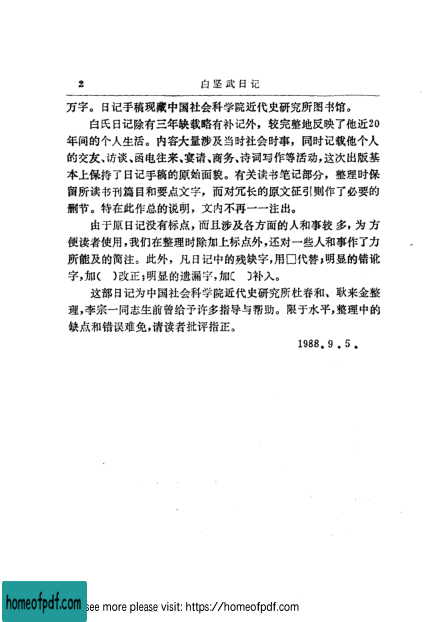 2 白坚武日记
万字。日记手稿现藏中国社会科学院近代史研究所图书馆。
白氏日记除有三年缺载略有补记外，较完整地反映了他近20
年间的个人生活。内容大量涉及当时社会时事，同时记载他个人
的交友、访谈、函电往来、宴请、商务、诗词写作等活动，这次出版基
本上保持了日记手稿的原始面貌。有关读书笔记部分，整理时保
留所读书刊篇目和要点文字，而对冗长的原文征引则作了必要的
删节。特在此作总的说明，文内不再一一注出。
由于原日记没有标点，而且涉及各方面的人和事较多，为方
便读者使用，我们在整理时除加上标点外，还对一些人和事作了力
所能及的简注。此外，凡日记中的残缺字，用囗代替；明显的错讹
字，加(　)改正；明显的遗漏字，加〔　〕补入。
这部日记为中国社会科学院近代史研究所杜春和、耿来金整
理，李宗一同志生前曾给予许多指导与帮助。限于水平，整理中的
缺点和错误难免，请读者批评指正。
1988.9.5.
homeofpdf.com
see more please visit: https://homeofpdf.com